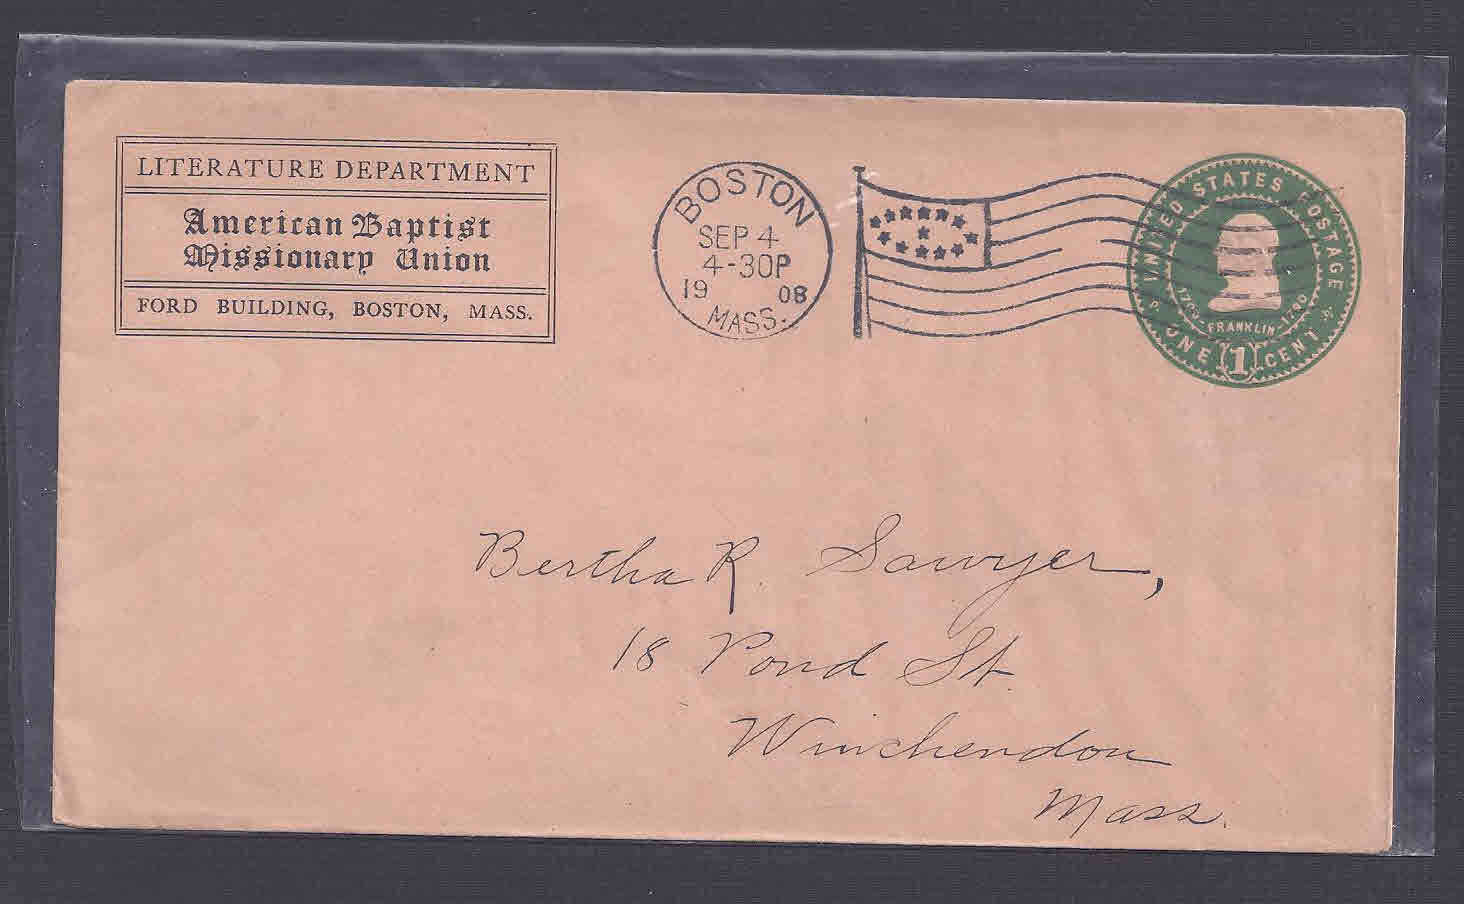 LITERATURE DEPARTMENT
American Baptist
Missionary Union
FORD BUILDING, BOSTON, MASS.
BOSTON
SEP 4
4-30P
19 08
MASS.
UNITED STATES POSTAGE
FRANKLIN 1790
ONE 1 CENT
Bertha R. Sawyer,
18 Pond St.
Winchendon
Mass.